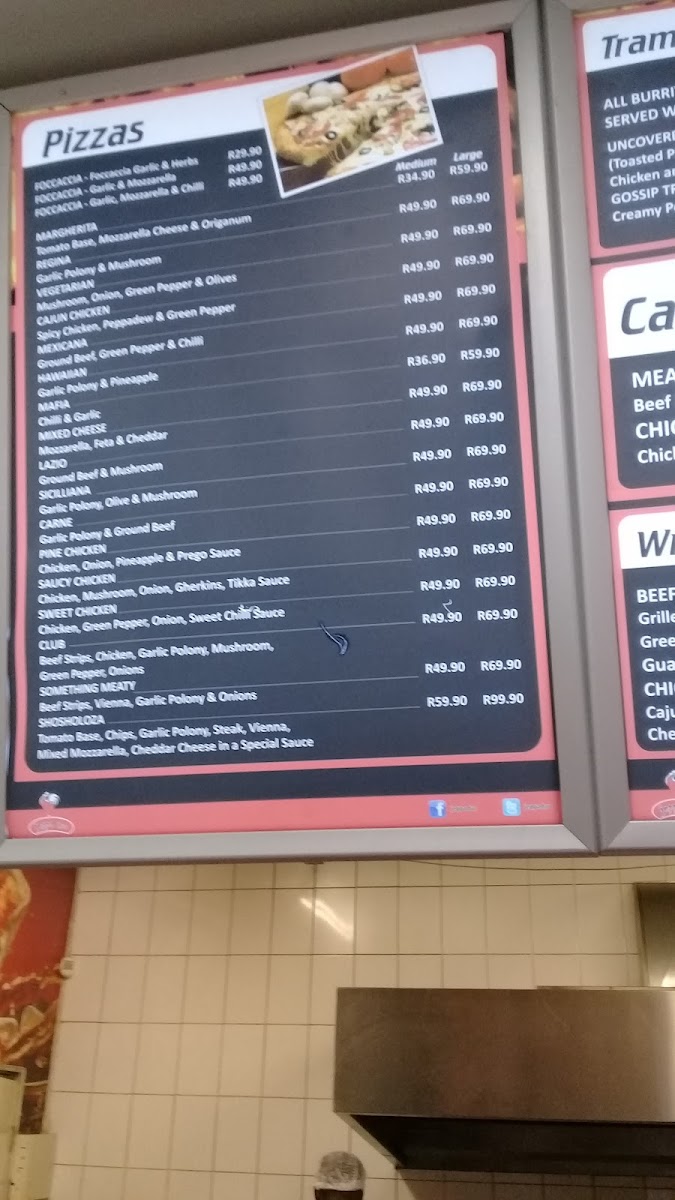 Pizzas
FOCCACCIA - Foccaccia Garlic & Herbs R29.90
FOCCACCIA - Garlic & Mozzarella R49.90
FOCCACCIA - Garlic, Mozzarella & Chilli R49.90
Medium Large
MARGHERITA R34.90 R59.90
Tomato Base, Mozzarella Cheese & Origanum
REGINA R49.90 R69.90
Garlic Polony & Mushroom
VEGETARIAN R49.90 R69.90
Mushroom, Onion, Green Pepper & Olives
CAJUN CHICKEN R49.90 R69.90
Spicy Chicken, Peppadew & Green Pepper
MEXICANA R49.90 R69.90
Ground Beef, Green Pepper & Chilli
HAWAIIAN R49.90 R69.90
Garlic Polony & Pineapple
MAFIA R36.90 R59.90
Chilli & Garlic
MIXED CHEESE R49.90 R69.90
Mozzarella, Feta & Cheddar
LAZIO R49.90 R69.90
Ground Beef & Mushroom
SICILLIANA R49.90 R69.90
Garlic Polony, Olive & Mushroom
CARNE R49.90 R69.90
Garlic Polony & Ground Beef
PINE CHICKEN R49.90 R69.90
Chicken, Onion, Pineapple & Prego Sauce
SAUCY CHICKEN R49.90 R69.90
Chicken, Mushroom, Onion, Gherkins, Tikka Sauce
SWEET CHICKEN R49.90 R69.90
Chicken, Green Pepper, Onion, Sweet Chilli Sauce
CLUB R49.90 R69.90
Beef Strips, Chicken, Garlic Polony, Mushroom,
Green Pepper, Onions
SOMETHING MEATY R49.90 R69.90
Beef Strips, Vienna, Garlic Polony & Onions
SHOSHOLOZA R59.90 R99.90
Tomato Base, Chips, Garlic Polony, Steak, Vienna,
Mixed Mozzarella, Cheddar Cheese in a Special Sauce
Tram
ALL BURRI
SERVED W
UNCOVERE
(Toasted P
Chicken a
GOSSIP TR
Creamy P
Ca
MEA
Beef
CHIC
Chick
Wr
BEEF
Grille
Gree
Gua
CHI
Caju
Che